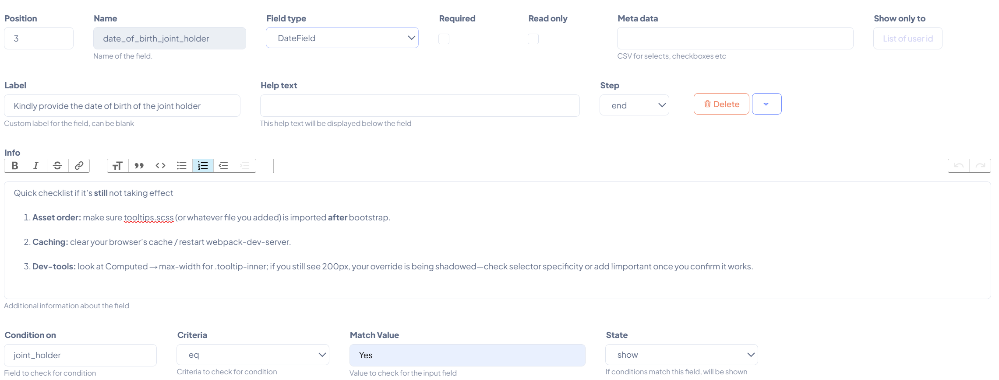 Position Name Field type Required Read only Meta data Show only to
3 date_of_birth_joint_holder DateField List of user id
Name of the field. CSV for selects, checkboxes etc
Label Help text Step
Kindly provide the date of birth of the joint holder end Delete
Custom label for the field, can be blank This help text will be displayed below the field
Info
Quick checklist if it’s still not taking effect
1. Asset order: make sure tooltips.scss (or whatever file you added) is imported after bootstrap.
2. Caching: clear your browser’s cache / restart webpack-dev-server.
3. Dev-tools: look at Computed → max-width for .tooltip-inner; if you still see 200px, your override is being shadowed—check selector specificity or add !important once you confirm it works.
Additional information about the field
Condition on Criteria Match Value State
joint_holder eq Yes show
Field to check for condition Criteria to check for condition Value to check for the input field If conditions match this field, will be shown